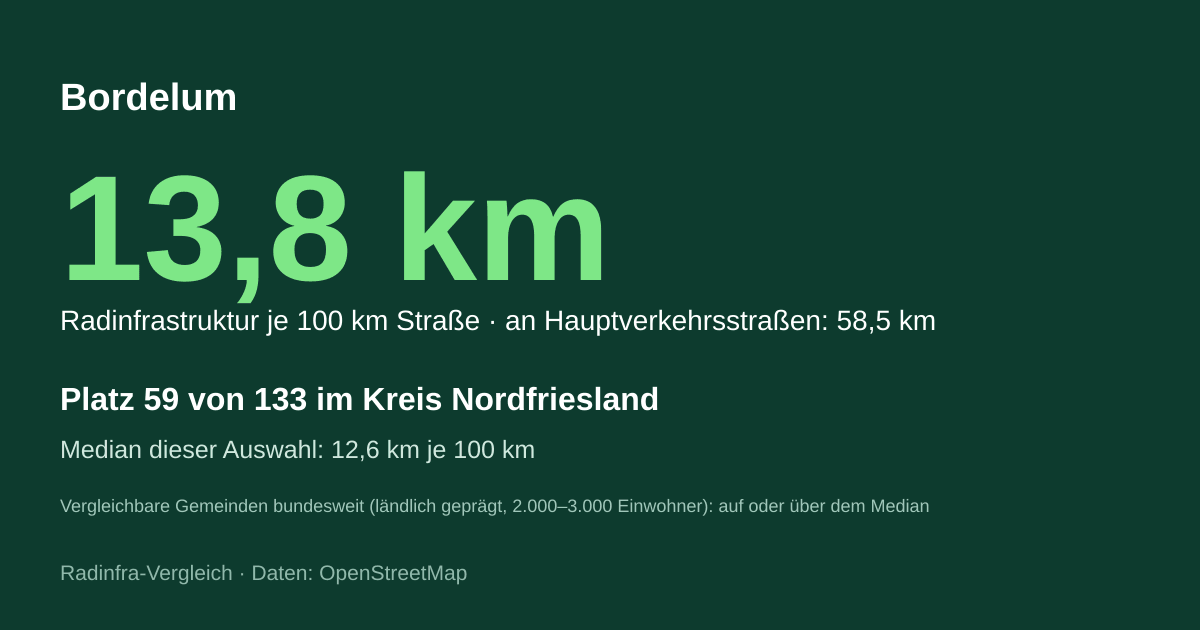 Bordelum
13,8 km
Radinfrastruktur je 100 km Straße · an Hauptverkehrsstraßen: 58,5 km
Platz 59 von 133 im Kreis Nordfriesland
Median dieser Auswahl: 12,6 km je 100 km
Vergleichbare Gemeinden bundesweit (ländlich geprägt, 2.000–3.000 Einwohner): auf oder über dem Median
Radinfra-Vergleich · Daten: OpenStreetMap